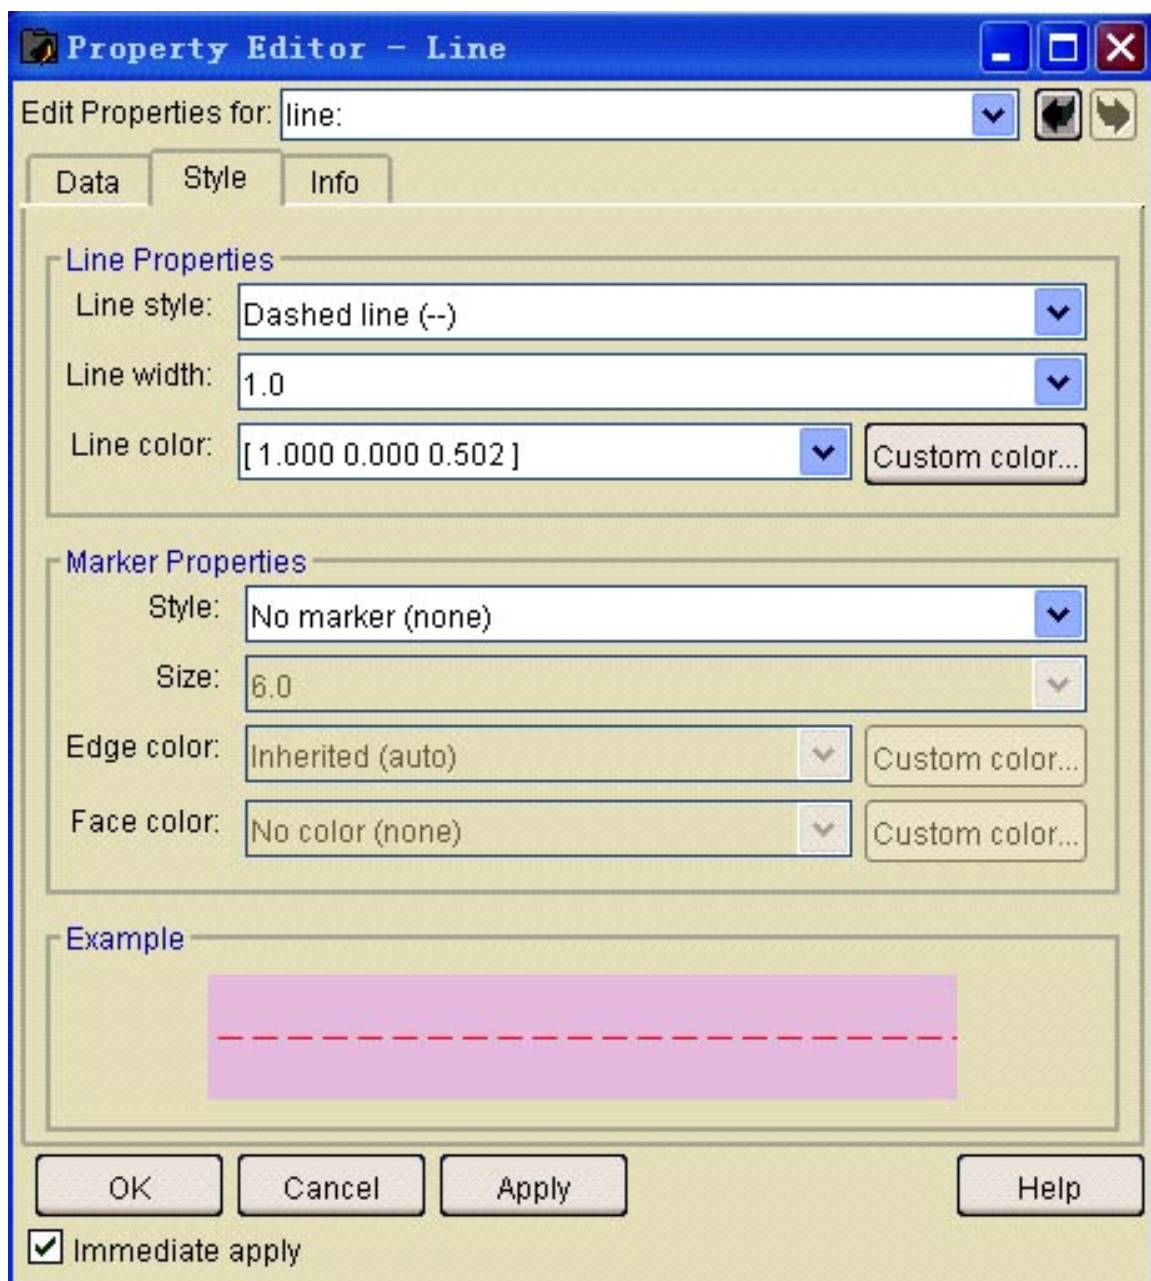 Property Editor - Line
Edit Properties for: line:
Data Style Info
Line Properties
Line style: Dashed line (--)
Line width: 1.0
Line color: [ 1.000 0.000 0.502 ] Custom color...
Marker Properties
Style: No marker (none)
Size: 6.0
Edge color: Inherited (auto) Custom color...
Face color: No color (none) Custom color...
Example
OK Cancel Apply Help
Immediate apply